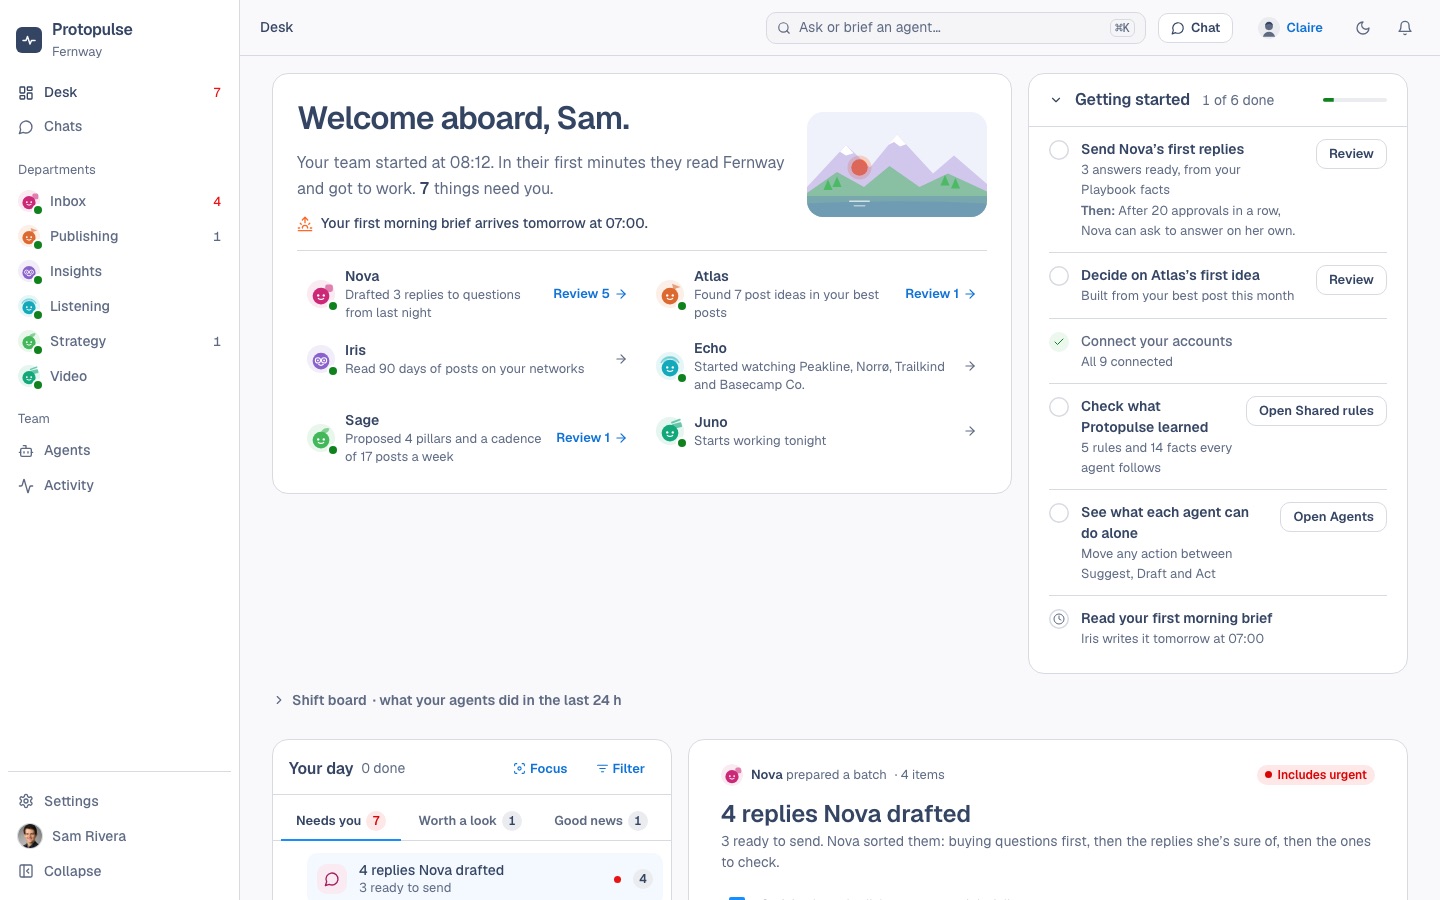 Protopulse
Fernway
Desk 7
Chats
Departments
Inbox 4
Publishing 1
Insights
Listening
Strategy 1
Video
Team
Agents
Activity
Settings
Sam Rivera
Collapse
Desk
Ask or brief an agent…
⌘K
Chat
Claire
Welcome aboard, Sam.
Your team started at 08:12. In their first minutes they read Fernway
and got to work. 7 things need you.
Your first morning brief arrives tomorrow at 07:00.
Nova
Drafted 3 replies to questions
from last night
Review 5
Atlas
Found 7 post ideas in your best
posts
Review 1
Iris
Read 90 days of posts on your networks
Echo
Started watching Peakline, Norrø, Trailkind
and Basecamp Co.
Sage
Proposed 4 pillars and a cadence
of 17 posts a week
Review 1
Juno
Starts working tonight
Getting started 1 of 6 done
Send Nova’s first replies
3 answers ready, from your
Playbook facts
Then: After 20 approvals in a row,
Nova can ask to answer on her own.
Review
Decide on Atlas’s first idea
Built from your best post this month
Review
Connect your accounts
All 9 connected
Check what
Protopulse learned
5 rules and 14 facts every
agent follows
Open Shared rules
See what each agent can
do alone
Move any action between
Suggest, Draft and Act
Open Agents
Read your first morning brief
Iris writes it tomorrow at 07:00
Shift board · what your agents did in the last 24 h
Your day 0 done
Focus
Filter
Needs you 7
Worth a look 1
Good news 1
4 replies Nova drafted
3 ready to send
4
Nova prepared a batch · 4 items
Includes urgent
4 replies Nova drafted
3 ready to send. Nova sorted them: buying questions first, then the replies she’s sure of, then the ones
to check.